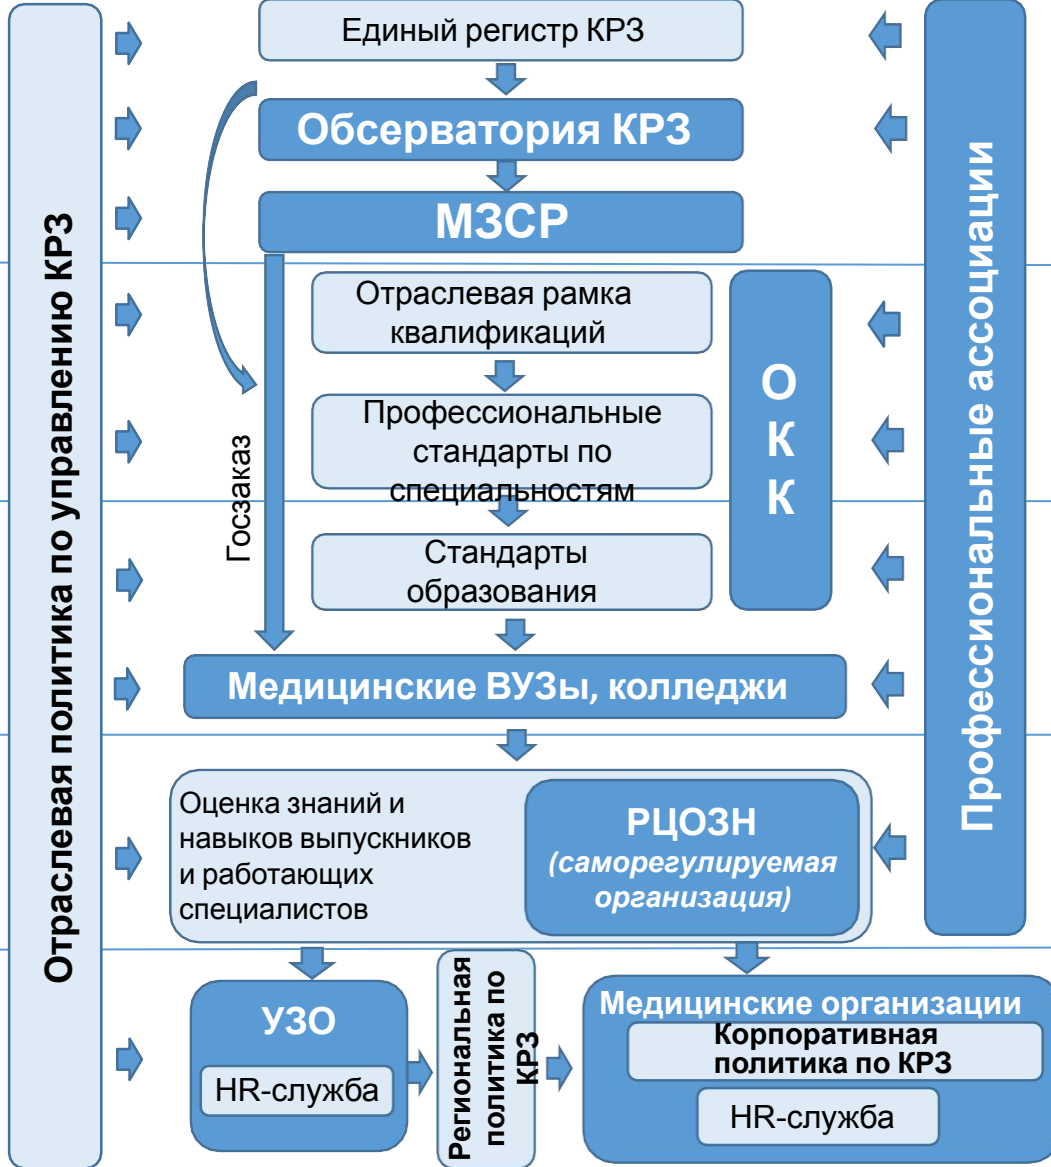 Отраслевая политика по управлению КРЗ
Единый регистр КРЗ
Обсерватория КРЗ
МЗСР
Отраслевая рамка
квалификаций
Профессиональные
стандарты по
специальностям
Стандарты
образования
О
К
К
Госзаказ
Профессиональные ассоциации
Медицинские ВУЗы, колледжи
Оценка знаний и
навыков выпускников
и работающих
специалистов
РЦОЗН
(саморегулируемая
организация)
УЗО
HR-служба
Региональная
политика по
КРЗ
Медицинские организации
Корпоративная
политика по КРЗ
HR-служба